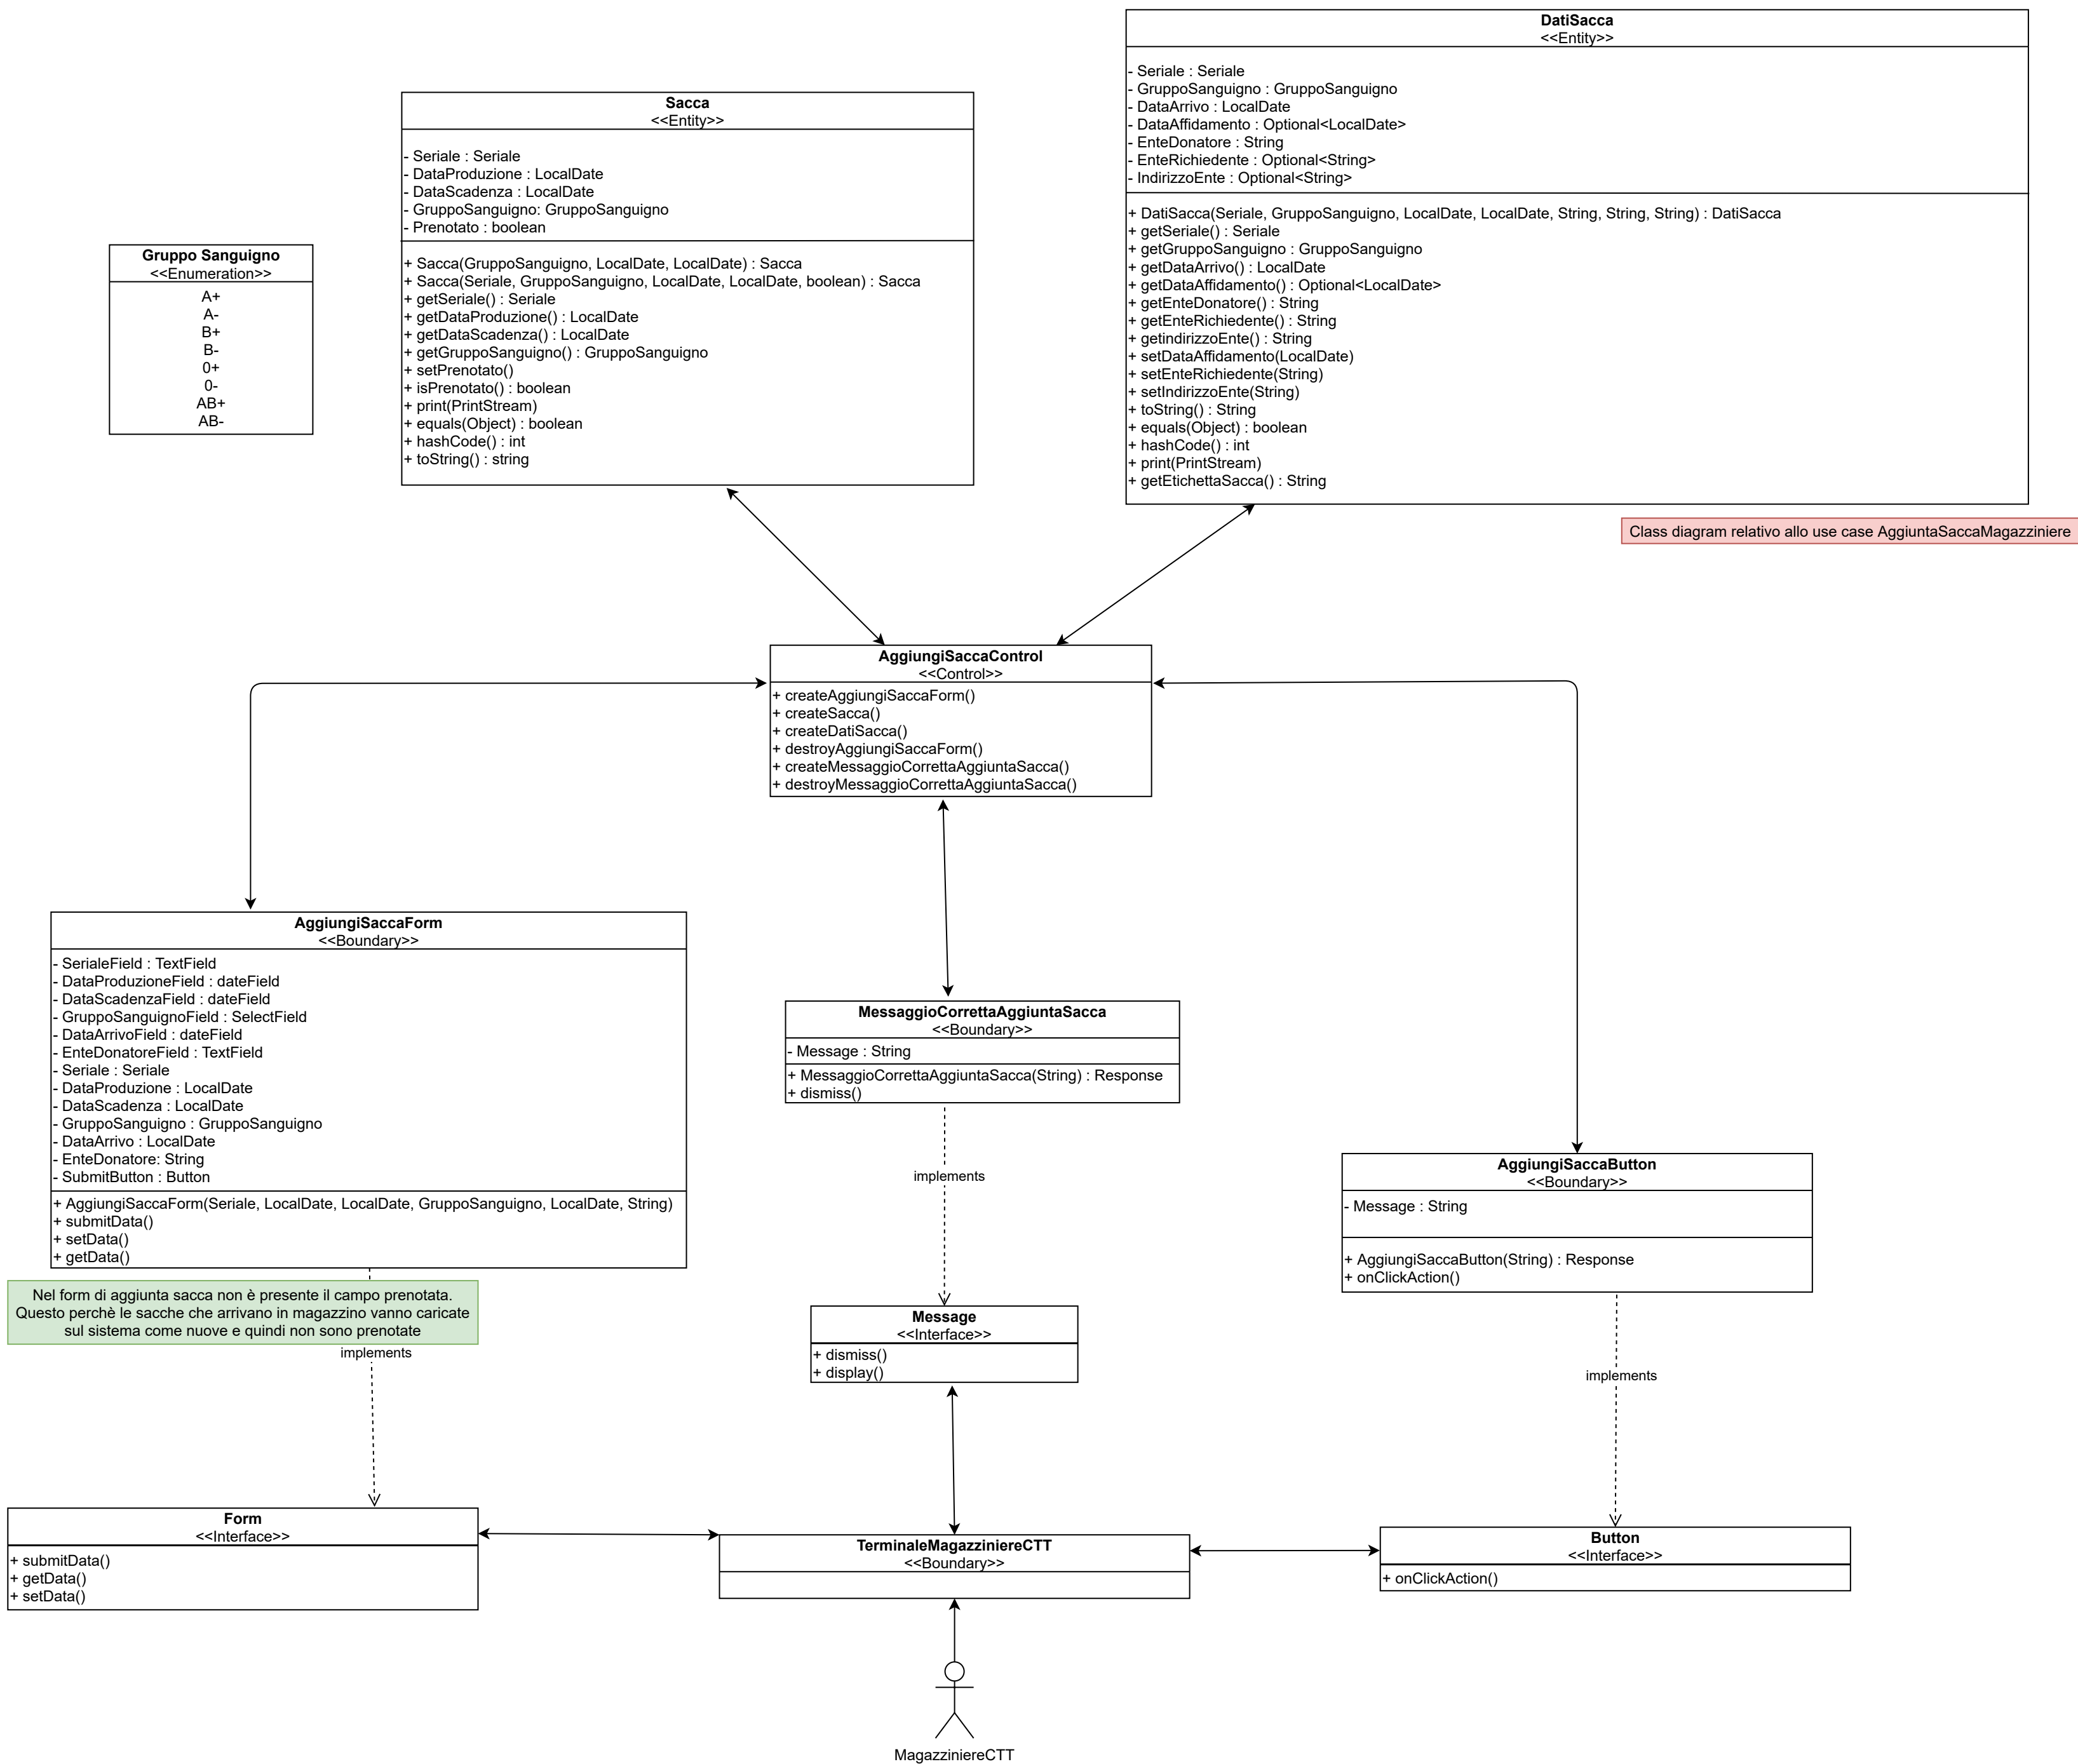 DatiSacca
<<Entity>>
- Seriale : Seriale
- GruppoSanguigno : GruppoSanguigno
- DataArrivo : LocalDate
- DataAffidamento : Optional<LocalDate>
- EnteDonatore : String
- EnteRichiedente : Optional<String>
- IndirizzoEnte : Optional<String>
+ DatiSacca(Seriale, GruppoSanguigno, LocalDate, LocalDate, String, String, String) : DatiSacca
+ getSeriale() : Seriale
+ getGruppoSanguigno : GruppoSanguigno
+ getDataArrivo() : LocalDate
+ getDataAffidamento() : Optional<LocalDate>
+ getEnteDonatore() : String
+ getEnteRichiedente() : String
+ getindirizzoEnte() : String
+ setDataAffidamento(LocalDate)
+ setEnteRichiedente(String)
+ setIndirizzoEnte(String)
+ toString() : String
+ equals(Object) : boolean
+ hashCode() : int
+ print(PrintStream)
+ getEtichettaSacca() : String
Sacca
<<Entity>>
- Seriale : Seriale
- DataProduzione : LocalDate
- DataScadenza : LocalDate
- GruppoSanguigno: GruppoSanguigno
- Prenotato : boolean
+ Sacca(GruppoSanguigno, LocalDate, LocalDate) : Sacca
+ Sacca(Seriale, GruppoSanguigno, LocalDate, LocalDate, boolean) : Sacca
+ getSeriale() : Seriale
+ getDataProduzione() : LocalDate
+ getDataScadenza() : LocalDate
+ getGruppoSanguigno() : GruppoSanguigno
+ setPrenotato()
+ isPrenotato() : boolean
+ print(PrintStream)
+ equals(Object) : boolean
+ hashCode() : int
+ toString() : string
Gruppo Sanguigno
<<Enumeration>>
A+
A-
B+
B-
0+
0-
AB+
AB-
Class diagram relativo allo use case AggiuntaSaccaMagazziniere
AggiungiSaccaControl
<<Control>>
+ createAggiungiSaccaForm()
+ createSacca()
+ createDatiSacca()
+ destroyAggiungiSaccaForm()
+ createMessaggioCorrettaAggiuntaSacca()
+ destroyMessaggioCorrettaAggiuntaSacca()
AggiungiSaccaForm
<<Boundary>>
- SerialeField : TextField
- DataProduzioneField : dateField
- DataScadenzaField : dateField
- GruppoSanguignoField : SelectField
- DataArrivoField : dateField
- EnteDonatoreField : TextField
- Seriale : Seriale
- DataProduzione : LocalDate
- DataScadenza : LocalDate
- GruppoSanguigno : GruppoSanguigno
- DataArrivo : LocalDate
- EnteDonatore: String
- SubmitButton : Button
+ AggiungiSaccaForm(Seriale, LocalDate, LocalDate, GruppoSanguigno, LocalDate, String)
+ submitData()
+ setData()
+ getData()
MessaggioCorrettaAggiuntaSacca
<<Boundary>>
- Message : String
+ MessaggioCorrettaAggiuntaSacca(String) : Response
+ dismiss()
AggiungiSaccaButton
<<Boundary>>
- Message : String
+ AggiungiSaccaButton(String) : Response
+ onClickAction()
implements
Nel form di aggiunta sacca non è presente il campo prenotata.
Questo perchè le sacche che arrivano in magazzino vanno caricate
sul sistema come nuove e quindi non sono prenotate
implements
implements
Message
<<Interface>>
+ dismiss()
+ display()
Form
<<Interface>>
+ submitData()
+ getData()
+ setData()
TerminaleMagazziniereCTT
<<Boundary>>
Button
<<Interface>>
+ onClickAction()
MagazziniereCTT